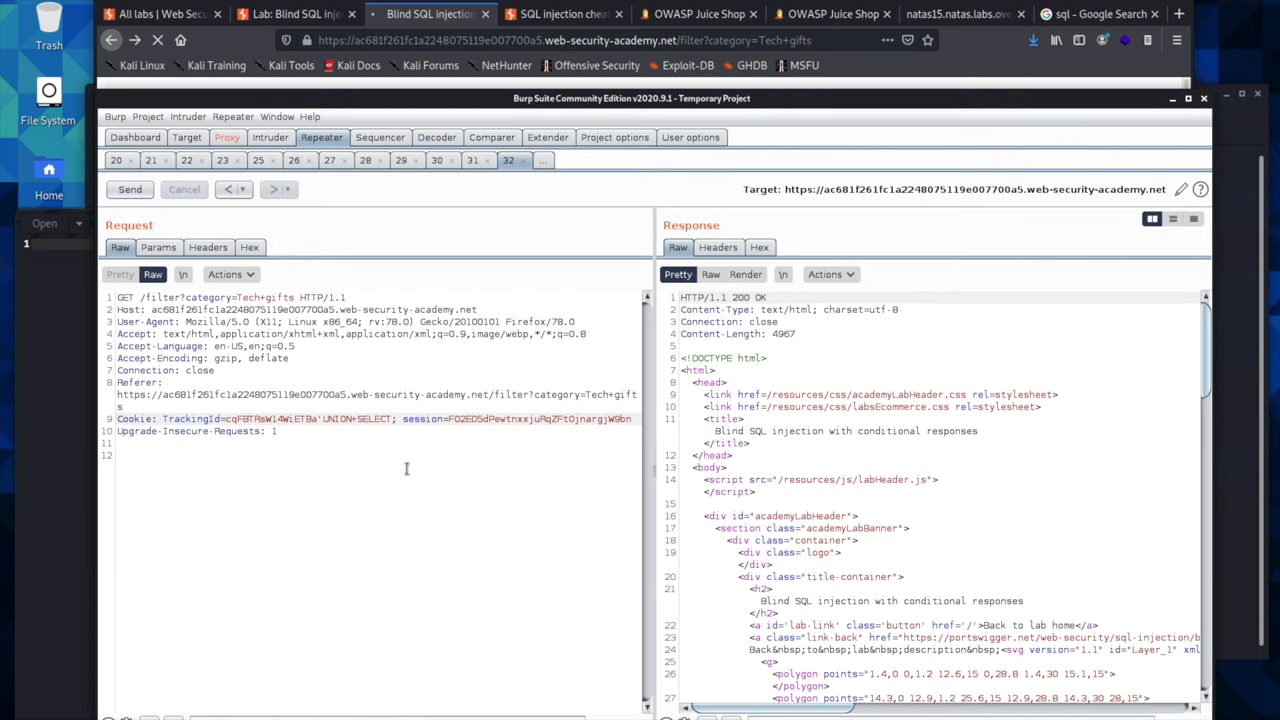 All labs | Web Secu
Lab: Blind SQL inje
Blind SQL injection
SQL injection cheat
OWASP Juice Shop
OWASP Juice Shop
natas15.natas.labs.over
sql - Google Search
https://ac681f261fc1a2248075119e007700a5.web-security-academy.net/filter?category=Tech+gifts
Kali Linux
Kali Training
Kali Tools
Kali Docs
Kali Forums
NetHunter
Offensive Security
Exploit-DB
GHDB
MSFU
Trash
File System
Home
Open
1
Burp Suite Community Edition v2020.9.1 - Temporary Project
Burp Project Intruder Repeater Window Help
Dashboard Target Proxy Intruder Repeater Sequencer Decoder Comparer Extender Project options User options
20 21 22 23 25 26 27 28 29 30 31 32 ...
Send Cancel < > Target: https://ac681f261fc1a2248075119e007700a5.web-security-academy.net
Request
Raw Params Headers Hex
Pretty Raw \n Actions
1 GET /filter?category=Tech+gifts HTTP/1.1
2 Host: ac681f261fc1a2248075119e007700a5.web-security-academy.net
3 User-Agent: Mozilla/5.0 (X11; Linux x86_64; rv:78.0) Gecko/20100101 Firefox/78.0
4 Accept: text/html,application/xhtml+xml,application/xml;q=0.9,image/webp,*/*;q=0.8
5 Accept-Language: en-US,en;q=0.5
6 Accept-Encoding: gzip, deflate
7 Connection: close
8 Referer:
https://ac681f261fc1a2248075119e007700a5.web-security-academy.net/filter?category=Tech+gift
s
9 Cookie: TrackingId=cqFBTRsW14WiETBa'UNION+SELECT; session=FO2ED5dPewtnxxjuRqZFtOjnargjW9bn
10 Upgrade-Insecure-Requests: 1
11
12
Response
Raw Headers Hex
Pretty Raw Render \n Actions
1 HTTP/1.1 200 OK
2 Content-Type: text/html; charset=utf-8
3 Connection: close
4 Content-Length: 4967
5
6 <!DOCTYPE html>
7 <html>
8 <head>
9 <link href=/resources/css/academyLabHeader.css rel=stylesheet>
10 <link href=/resources/css/labsEcommerce.css rel=stylesheet>
11 <title>
Blind SQL injection with conditional responses
</title>
12 </head>
13 <body>
14 <script src="/resources/js/labHeader.js">
</script>
15
16 <div id="academyLabHeader">
17 <section class="academyLabBanner">
18 <div class="container">
19 <div class="logo">
</div>
20 <div class="title-container">
21 <h2>
Blind SQL injection with conditional responses
</h2>
22 <a id='lab-link' class='button' href='/'>Back to lab home</a>
23 <a class="link-back" href="https://portswigger.net/web-security/sql-injection/b
24 Back&nbsp;to&nbsp;lab&nbsp;description&nbsp;<svg version="1.1" id="Layer_1" xml
25 <g>
26 <polygon points="1.4,0 0,1.2 12.6,15 0,28.8 1.4,30 15.1,15">
</polygon>
27 <polygon points="14.3,0 12.9,1.2 25.6,15 12.9,28.8 14.3,30 28,15">